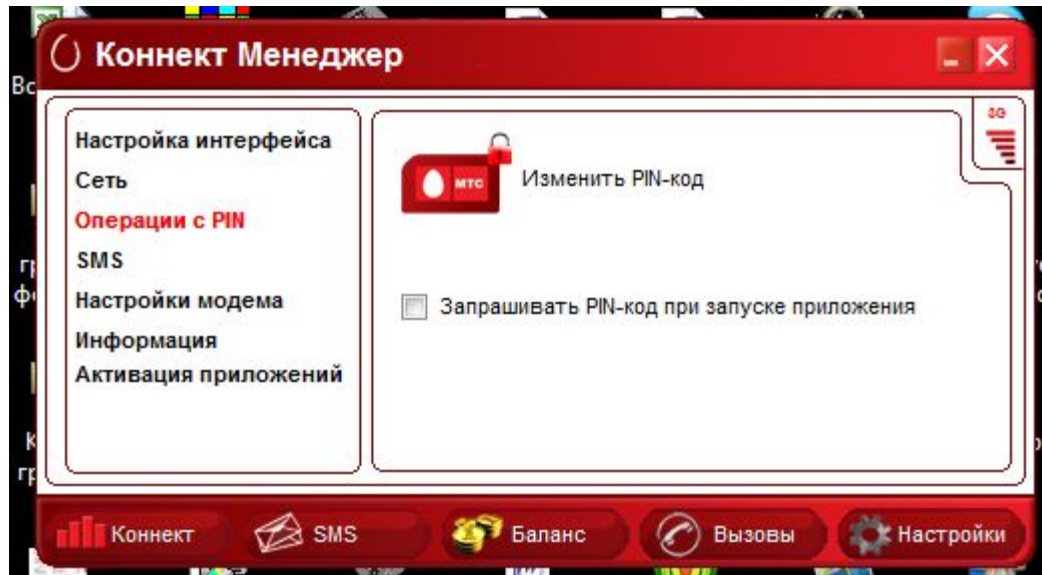 Коннект Менеджер
Вс
3G
Настройка интерфейса
Сеть
Операции с PIN
SMS
Настройки модема
Информация
Активация приложений
МТС
Изменить PIN-код
Запрашивать PIN-код при запуске приложения
Коннект
SMS
Баланс
Вызовы
Настройки